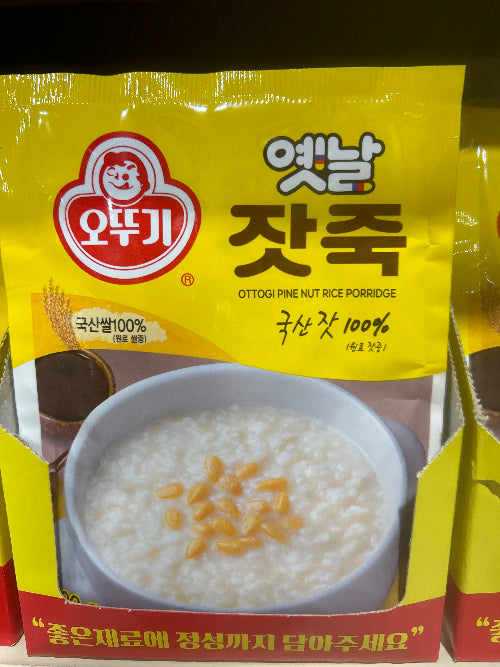 오뚜기
®
옛날
잣죽
OTTOGI PINE NUT RICE PORRIDGE
국산 잣 100%
(원료 잣중)
국산쌀100%
(원료 쌀중)
“좋은재료에 정성까지 담아주세요”
“